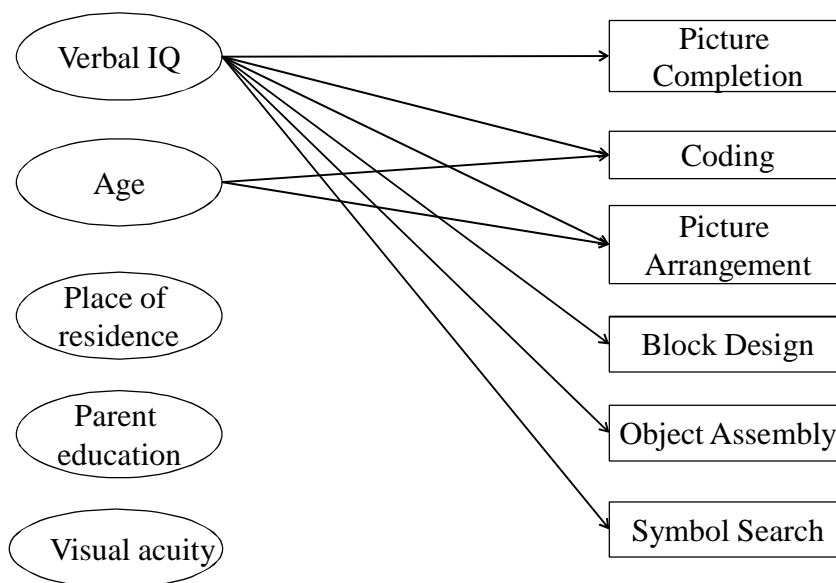 Verbal IQ
Age
Place of
residence
Parent
education
Visual acuity
Picture
Completion
Coding
Picture
Arrangement
Block Design
Object Assembly
Symbol Search